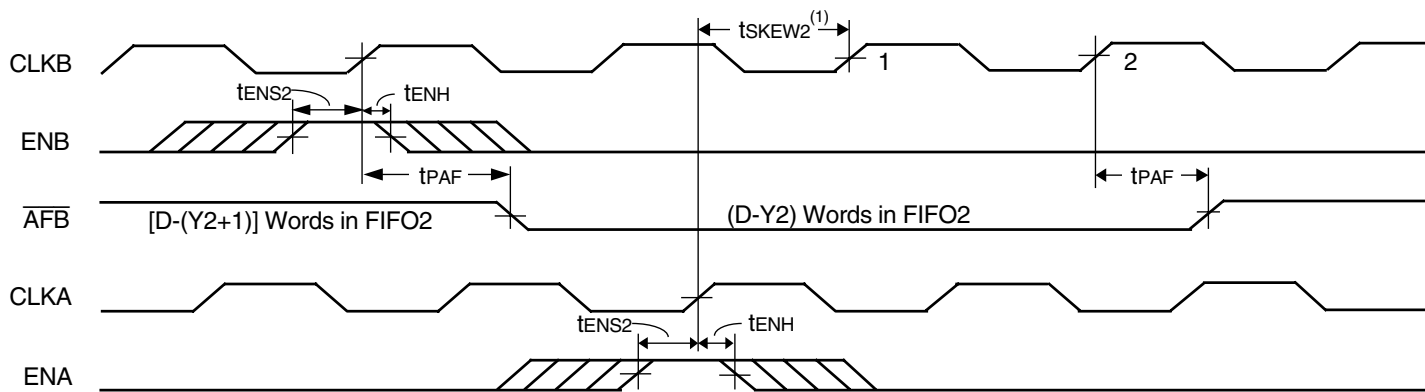 tSKEW2(1)
CLKB
1
2
tENS2
tENH
ENB
tPAF
tPAF
AFB
[D-(Y2+1)] Words in FIFO2
(D-Y2) Words in FIFO2
CLKA
tENS2
tENH
ENA